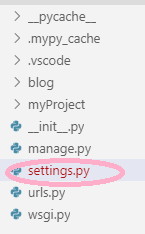 __pycache__
.mypy_cache
.vscode
blog
myProject
__init__.py
manage.py
settings.py
urls.py
wsgi.py